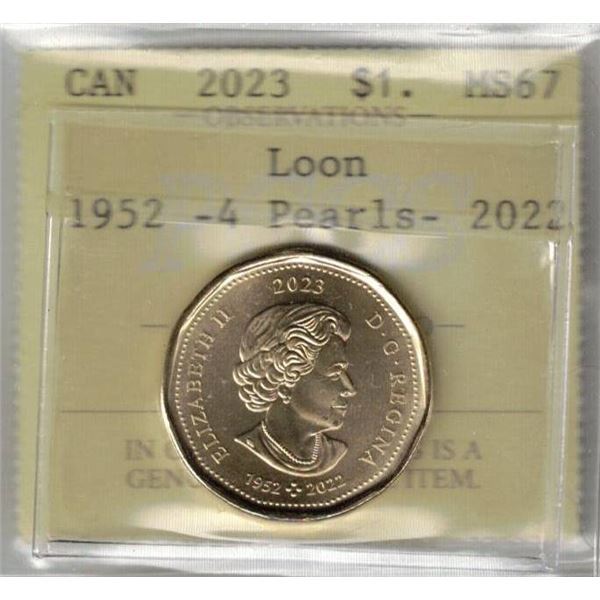 CAN 2023 $1. MS67
OBSERVATIONS
Loon
1952 -4 Pearls- 2022
2023
ELIZABETH II
D·G·REGINA
1952 2022
IN
IS A
GEN
ITEM.